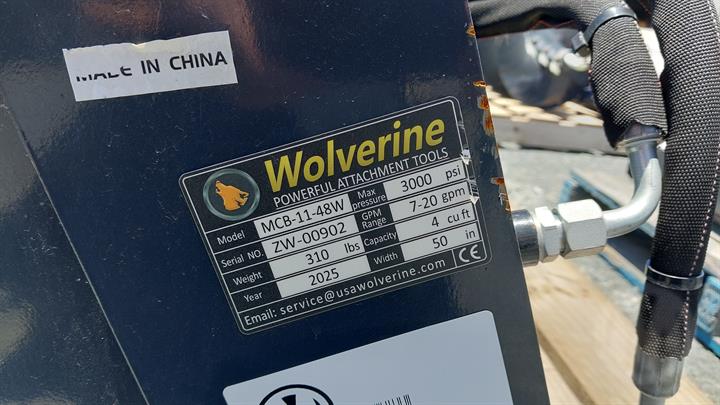 MADE IN CHINA
Wolverine
POWERFUL ATTACHMENT TOOLS
Model MCB-11-48W Max pressure 3000 psi
Serial NO. ZW-00902 GPM Range 7-20 gpm
Weight 310 lbs Capacity 4 cu ft
Year 2025 Width 50 in
Email: service@usawolverine.com CE